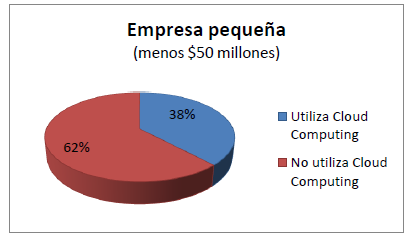 Empresa pequeña
(menos $50 millones)
38%
62%
Utiliza Cloud
Computing
No utiliza Cloud
Computing